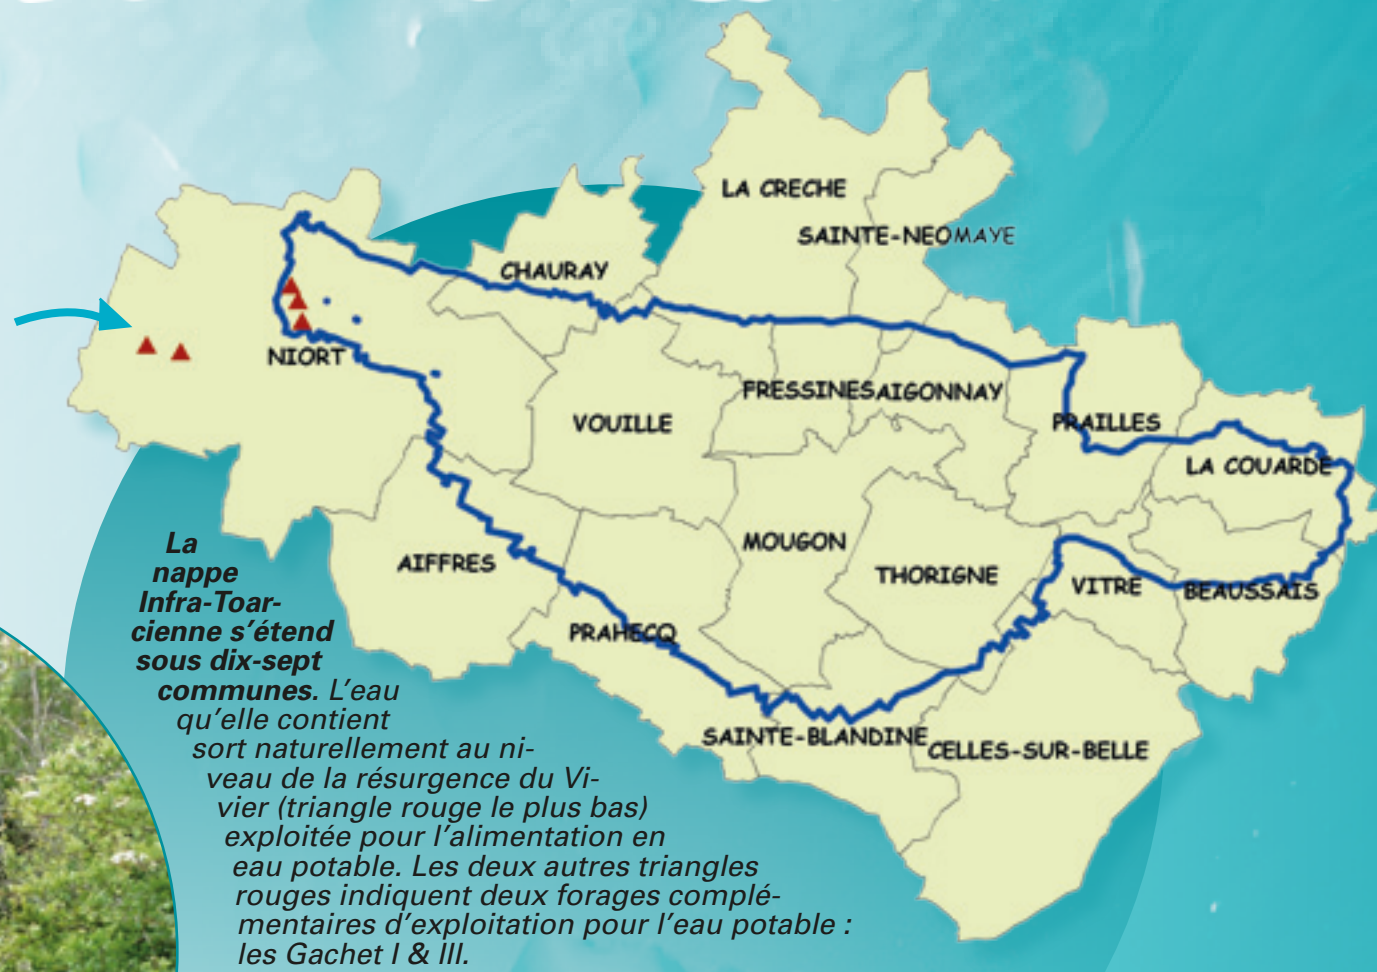 LA CRECHE
SAINTE-NEOMAYE
CHAURAY
NIORT
FRESSINES
AIGONNAY
VOUILLE
PRAILLES
LA COUARDE
MOUGON
AIFFRES
THORIGNE
VITRE
BEAUSSAIS
PRAHECQ
SAINTE-BLANDINE
CELLES-SUR-BELLE
La
nappe
Infra-Toar-
cienne s'étend
sous dix-sept
communes. L'eau
qu'elle contient
sort naturellement au ni-
veau de la résurgence du Vi-
vier (triangle rouge le plus bas)
exploitée pour l'alimentation en
eau potable. Les deux autres triangles
rouges indiquent deux forages complé-
mentaires d'exploitation pour l'eau potable :
les Gachet I & III.